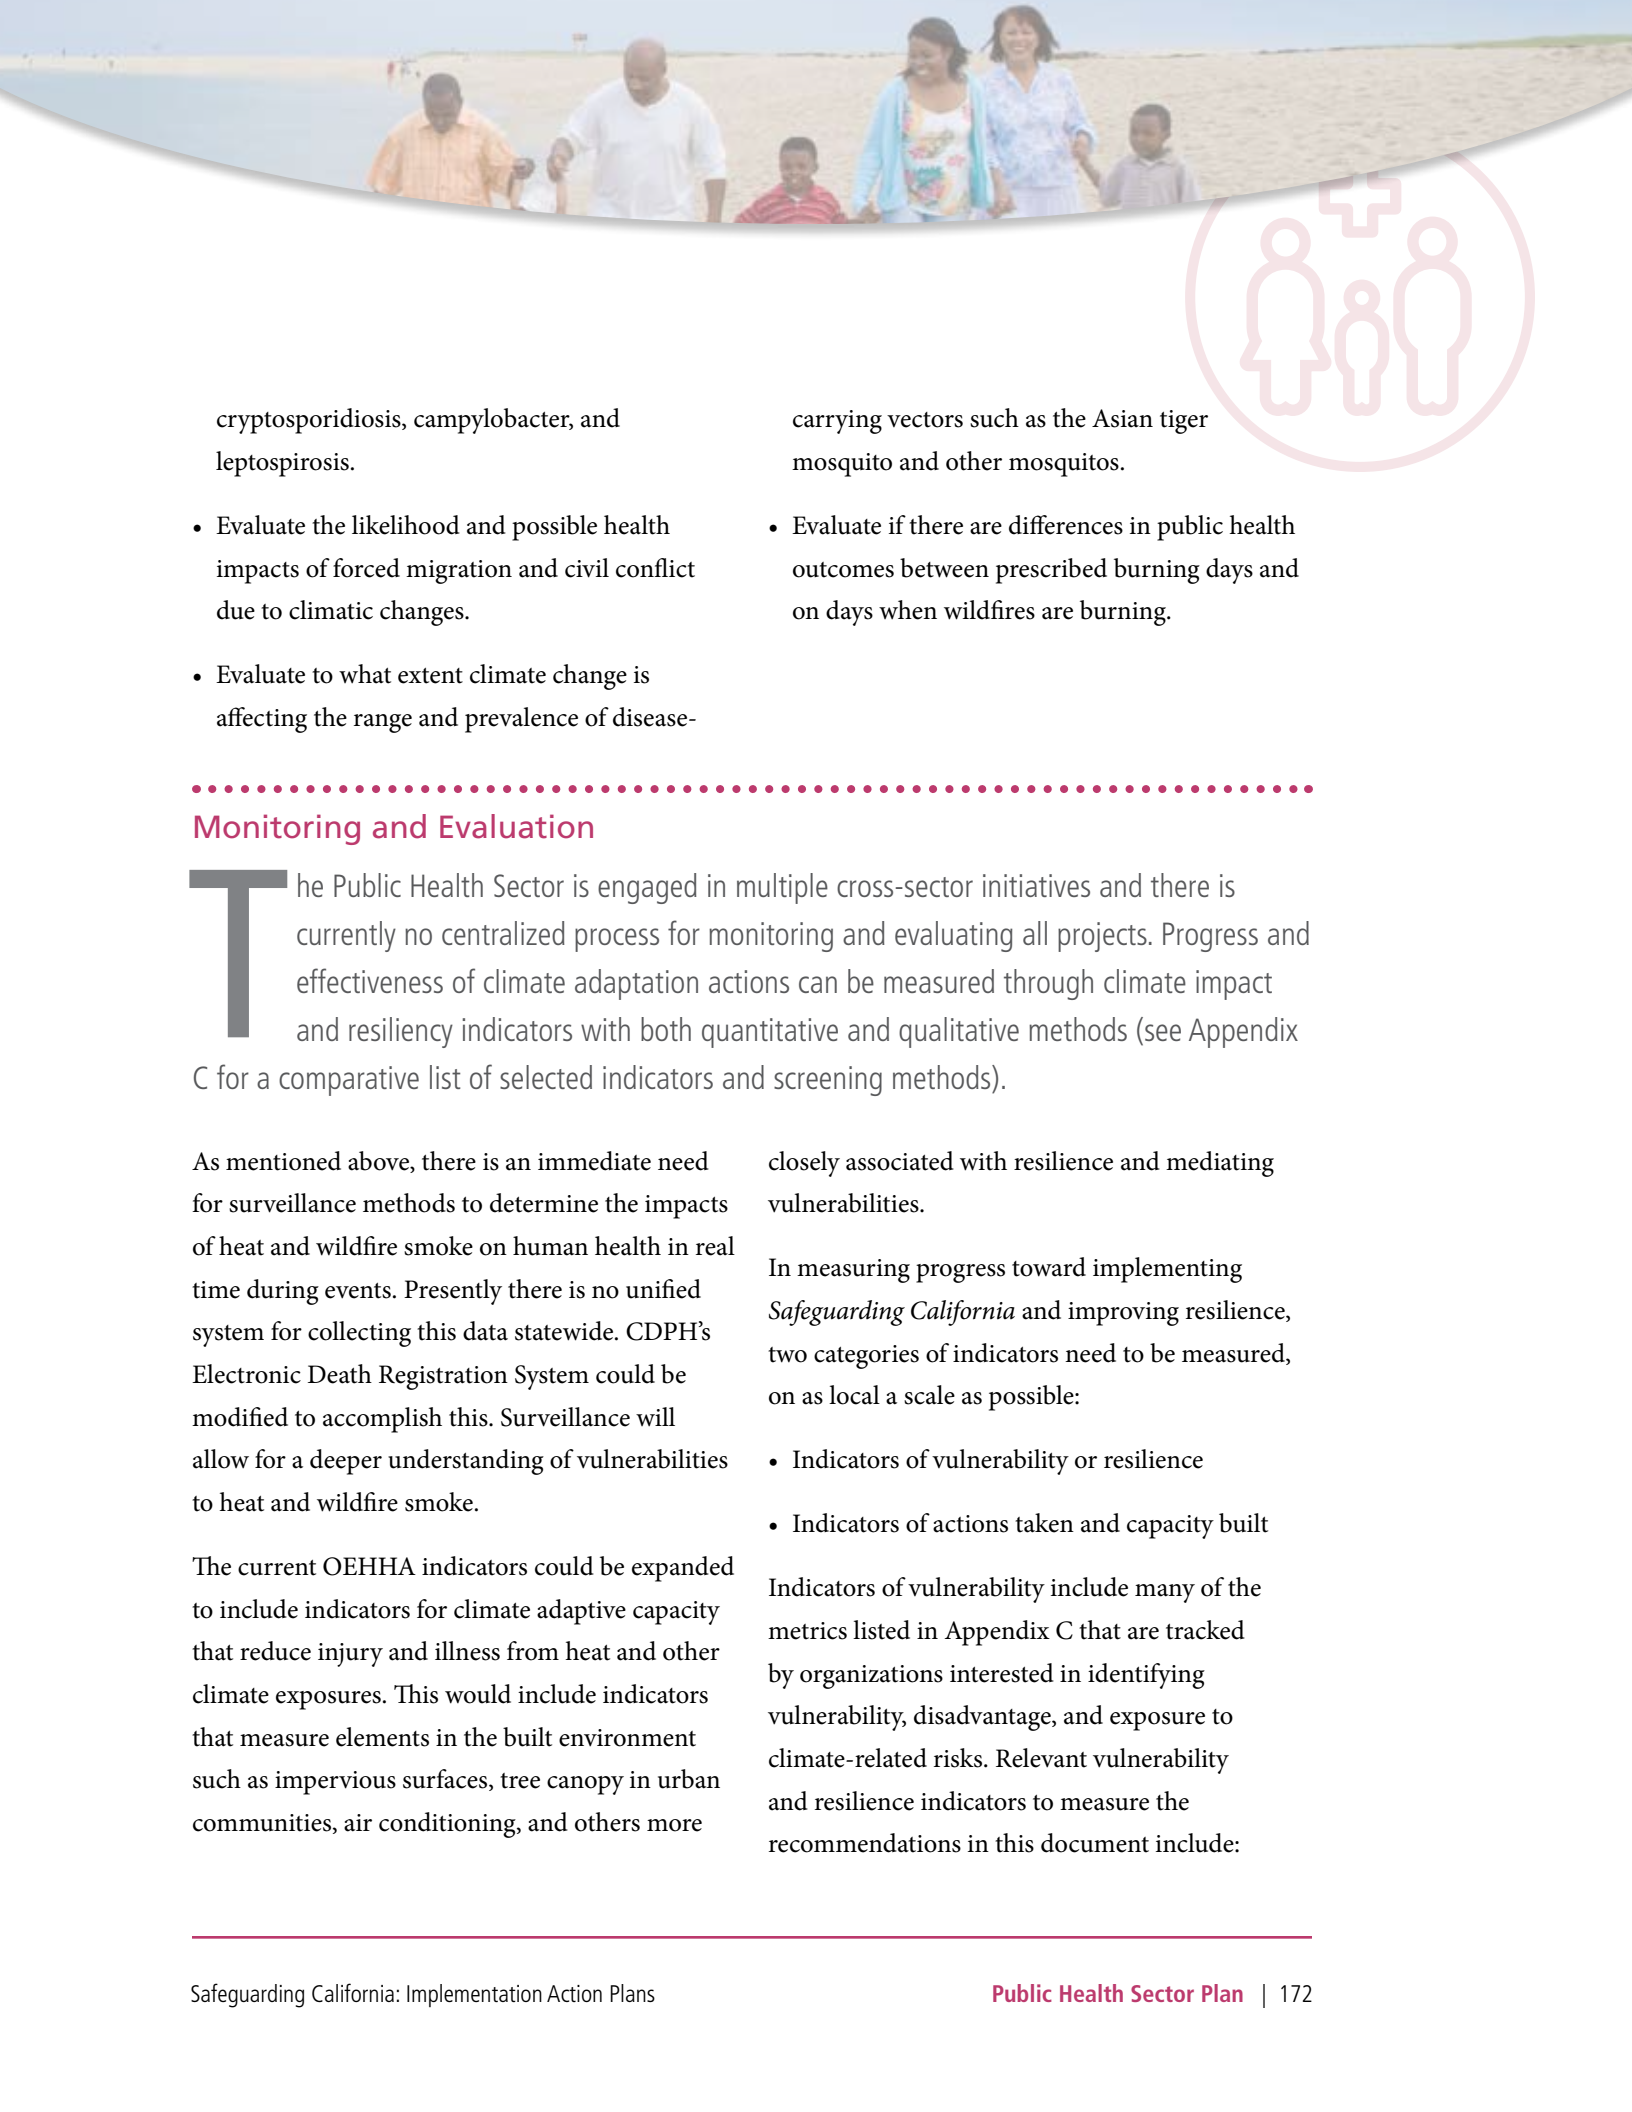 cryptosporidiosis, campylobacter, and
leptospirosis.
• Evaluate the likelihood and possible health
impacts of forced migration and civil conflict
due to climatic changes.
• Evaluate to what extent climate change is
affecting the range and prevalence of disease-
carrying vectors such as the Asian tiger
mosquito and other mosquitos.
• Evaluate if there are differences in public health
outcomes between prescribed burning days and
on days when wildfires are burning.
Monitoring and Evaluation
The Public Health Sector is engaged in multiple cross-sector initiatives and there is
currently no centralized process for monitoring and evaluating all projects. Progress and
effectiveness of climate adaptation actions can be measured through climate impact
and resiliency indicators with both quantitative and qualitative methods (see Appendix
C for a comparative list of selected indicators and screening methods).
As mentioned above, there is an immediate need
for surveillance methods to determine the impacts
of heat and wildfire smoke on human health in real
time during events. Presently there is no unified
system for collecting this data statewide. CDPH’s
Electronic Death Registration System could be
modified to accomplish this. Surveillance will
allow for a deeper understanding of vulnerabilities
to heat and wildfire smoke.
The current OEHHA indicators could be expanded
to include indicators for climate adaptive capacity
that reduce injury and illness from heat and other
climate exposures. This would include indicators
that measure elements in the built environment
such as impervious surfaces, tree canopy in urban
communities, air conditioning, and others more
closely associated with resilience and mediating
vulnerabilities.
In measuring progress toward implementing
Safeguarding California and improving resilience,
two categories of indicators need to be measured,
on as local a scale as possible:
• Indicators of vulnerability or resilience
• Indicators of actions taken and capacity built
Indicators of vulnerability include many of the
metrics listed in Appendix C that are tracked
by organizations interested in identifying
vulnerability, disadvantage, and exposure to
climate-related risks. Relevant vulnerability
and resilience indicators to measure the
recommendations in this document include:
Safeguarding California: Implementation Action Plans
Public Health Sector Plan | 172